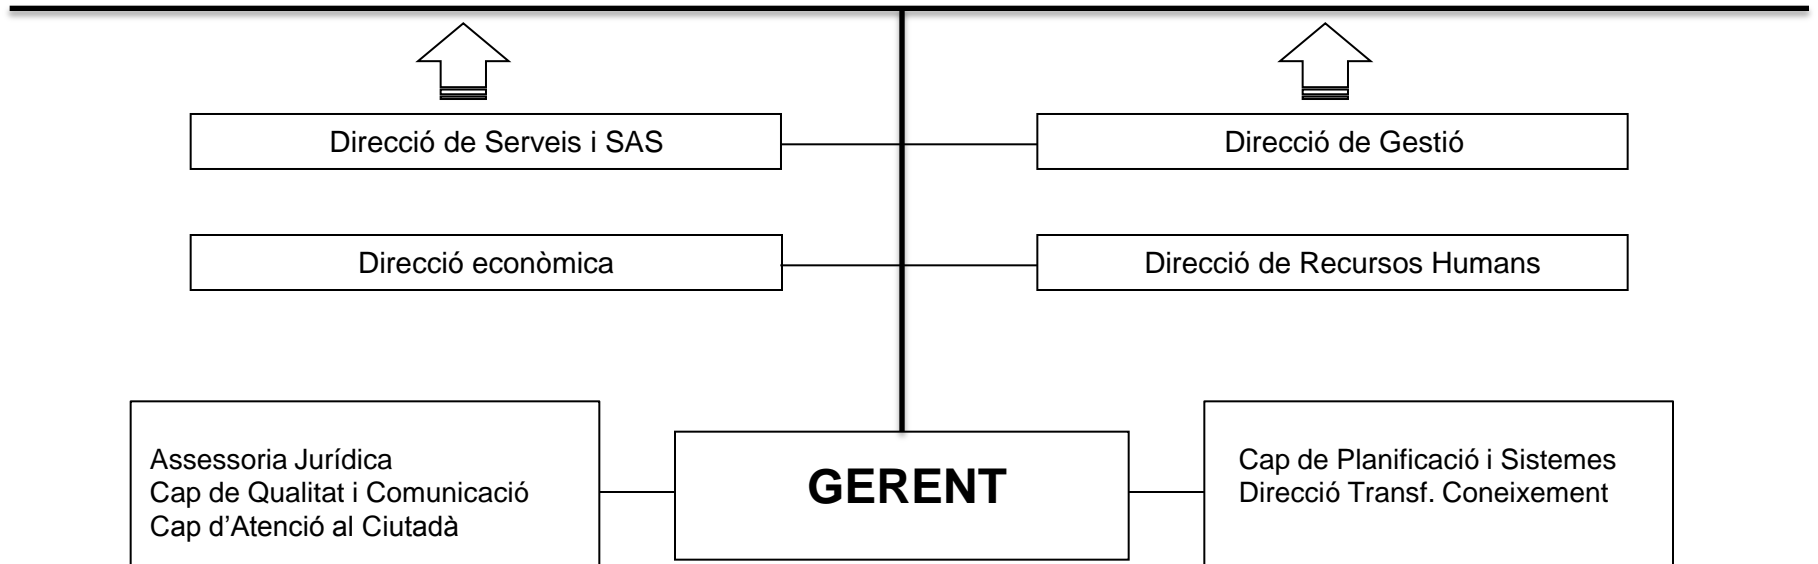 Direcció de Serveis i SAS
Direcció de Gestió
Direcció econòmica
Direcció de Recursos Humans
Assessoria Jurídica
Cap de Qualitat i Comunicació
Cap d’Atenció al Ciutadà
GERENT
Cap de Planificació i Sistemes
Direcció Transf. Coneixement